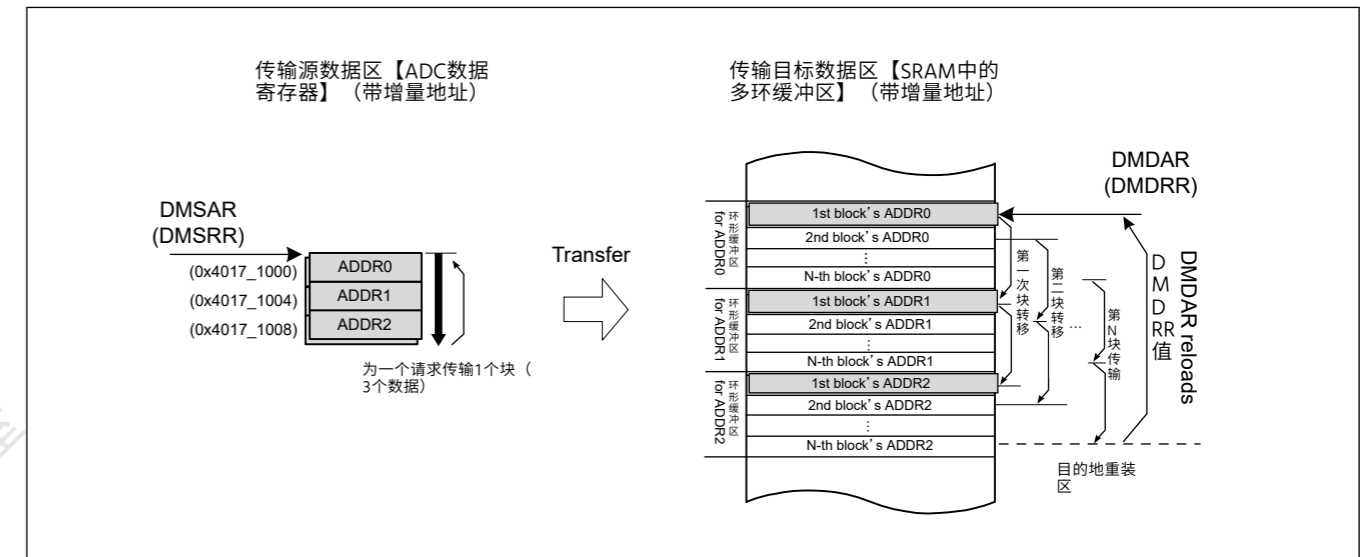 传输源数据区【ADC数据
寄存器】（带增量地址）
传输目标数据区【SRAM中的
多环缓冲区】（带增量地址）
DMSAR
(DMSRR)
(0x4017_1000)
ADDR0
(0x4017_1004)
ADDR1
(0x4017_1008)
ADDR2
为一个请求传输1个块（
3个数据）
Transfer
环形缓冲区
for ADDR0
1st block’s ADDR0
2nd block’s ADDR0
⋮
N-th block’s ADDR0
环形缓冲区
for ADDR1
1st block’s ADDR1
2nd block’s ADDR1
⋮
N-th block’s ADDR1
环形缓冲区
for ADDR2
1st block’s ADDR2
2nd block’s ADDR2
⋮
N-th block’s ADDR2
第一次块转移
第二块转移
...
第N块传输
DMDAR
(DMDRR)
DMDRR值
DMDAR reloads
目的地重装
区